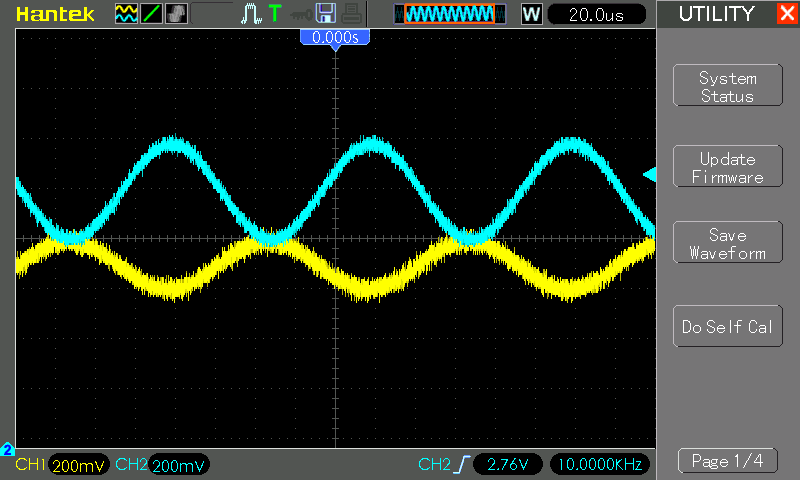 Hantek
T
W
20.0us
UTILITY
0.000s
System
Status
Update
Firmware
Save
Waveform
Do Self Cal
2
CH1 200mV CH2 200mV CH2 2.76V 10.0000KHz
Page 1/4